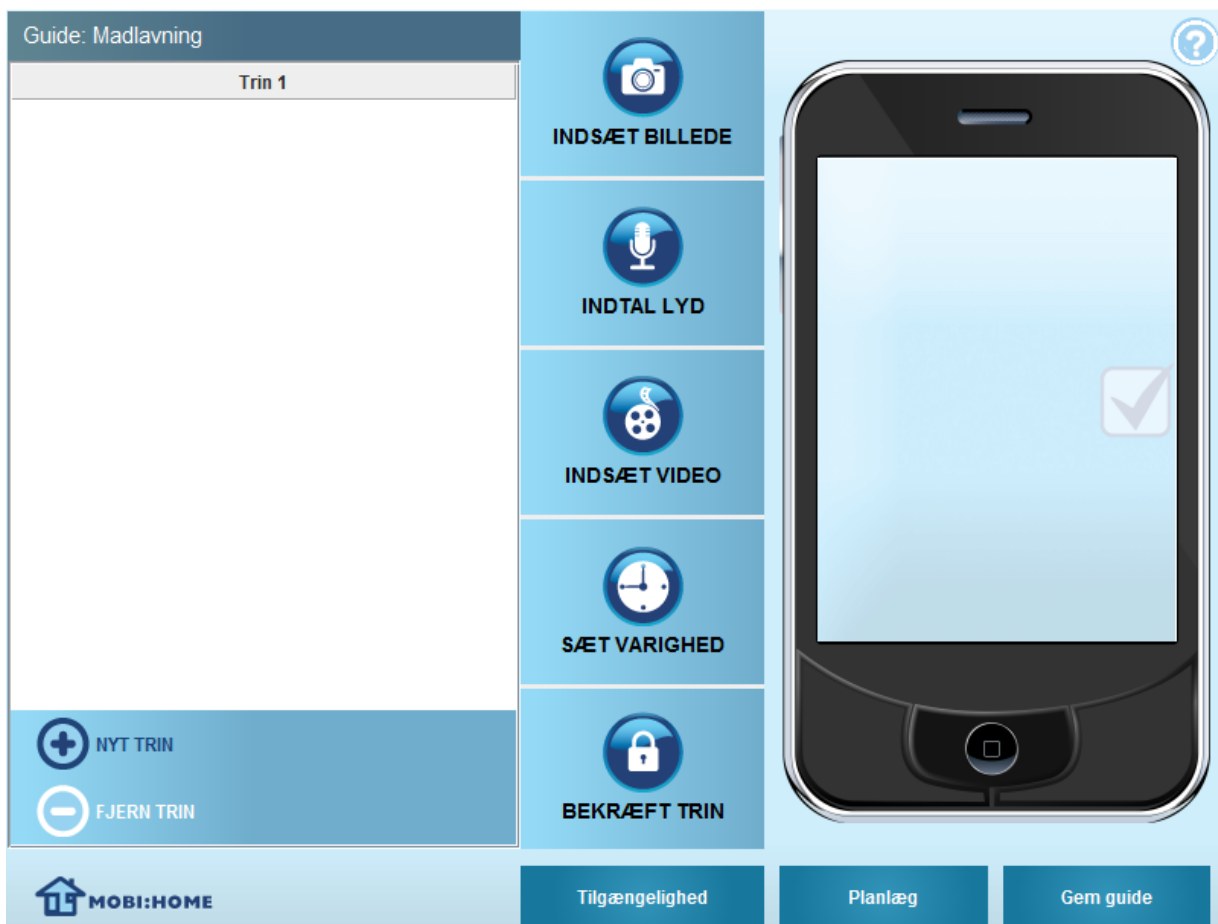 Guide: Madlavning
Trin 1
NYT TRIN
FJERN TRIN
INDSÆT BILLEDE
INDTAL LYD
INDSÆT VIDEO
SÆT VARIGHED
BEKRÆFT TRIN
?
MOBI:HOME
Tilgængelighed
Planlæg
Gem guide